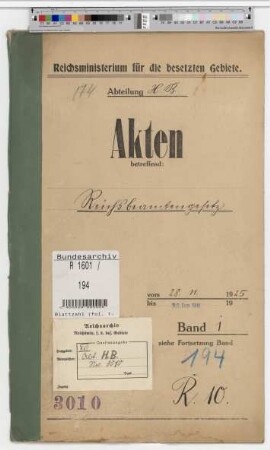 Reichsministerium für die besetzten Gebiete.
174 Abteilung H.B.
Akten
betreffend:
Reichsbeamtengesetz
Bundesarchiv
R 1601 /
194
vom 28. 11. 1925
bis 19
Band 1
siehe Fortsetzung Band
194
Reichsarchiv
H.B.
R. 10.
3010